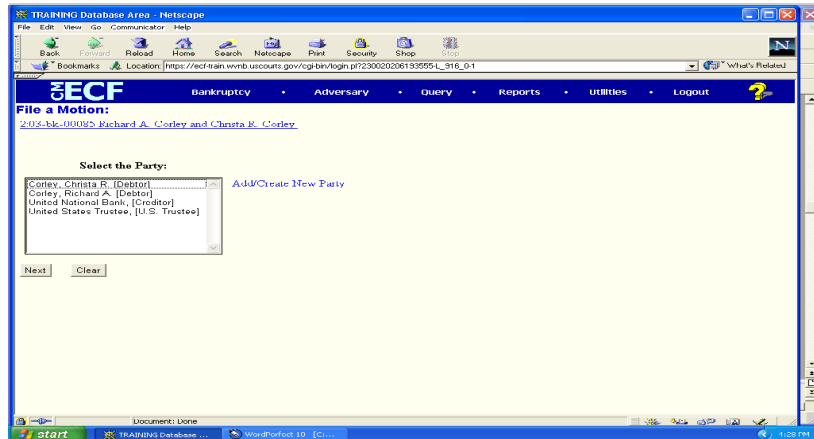 TRAINING Database Area - Netscape
File Edit View Go Communicator Help
Back Forward Reload Home Search Netscape Print Security Shop Stop
Bookmarks Location: https://ecf-train.wvnb.uscourts.gov/cgi-bin/login.pl?230020206193555-L_916_0-1 What's Related
CM ECF Bankruptcy • Adversary • Query • Reports • Utilities • Logout ?
File a Motion:
2:03-bk-00085 Richard A. Corley and Christa R. Corley
Select the Party:
Corley, Christa R. [Debtor] Add/Create New Party
Corley, Richard A. [Debtor]
United National Bank, [Creditor]
United States Trustee, [U.S. Trustee]
Next Clear
Document: Done
start TRAINING Database ... WordPerfect 10 [Ci... 1:28 PM